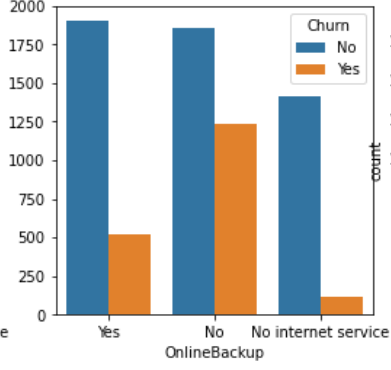 2000
1750
1500
1250
1000
750
500
250
0
Churn
No
Yes
count
e
Yes No No internet service
OnlineBackup